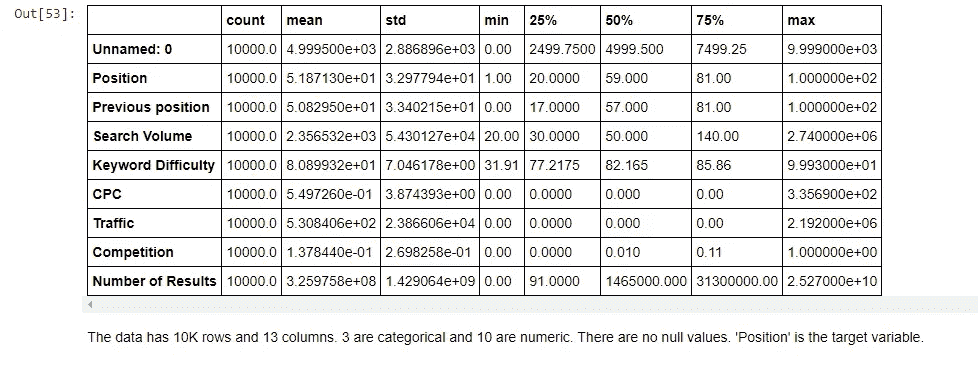 Out[53]:
count mean std min 25% 50% 75% max
Unnamed: 0 10000.0 4.999500e+03 2.886896e+03 0.00 2499.7500 4999.500 7499.25 9.999000e+03
Position 10000.0 5.187130e+01 3.297794e+01 1.00 20.0000 59.000 81.00 1.000000e+02
Previous position 10000.0 5.082950e+01 3.340215e+01 0.00 17.0000 57.000 81.00 1.000000e+02
Search Volume 10000.0 2.356532e+03 5.430127e+04 20.00 30.0000 50.000 140.00 2.740000e+06
Keyword Difficulty 10000.0 8.089932e+01 7.046178e+00 31.91 77.2175 82.165 85.86 9.993000e+01
CPC 10000.0 5.497260e-01 3.874393e+00 0.00 0.0000 0.000 0.00 3.356900e+02
Traffic 10000.0 5.308406e+02 2.386606e+04 0.00 0.0000 0.000 0.00 2.192000e+06
Competition 10000.0 1.378440e-01 2.698258e-01 0.00 0.0000 0.010 0.11 1.000000e+00
Number of Results 10000.0 3.259758e+08 1.429064e+09 0.00 91.0000 1465000.000 31300000.00 2.527000e+10
The data has 10K rows and 13 columns. 3 are categorical and 10 are numeric. There are no null values. 'Position' is the target variable.